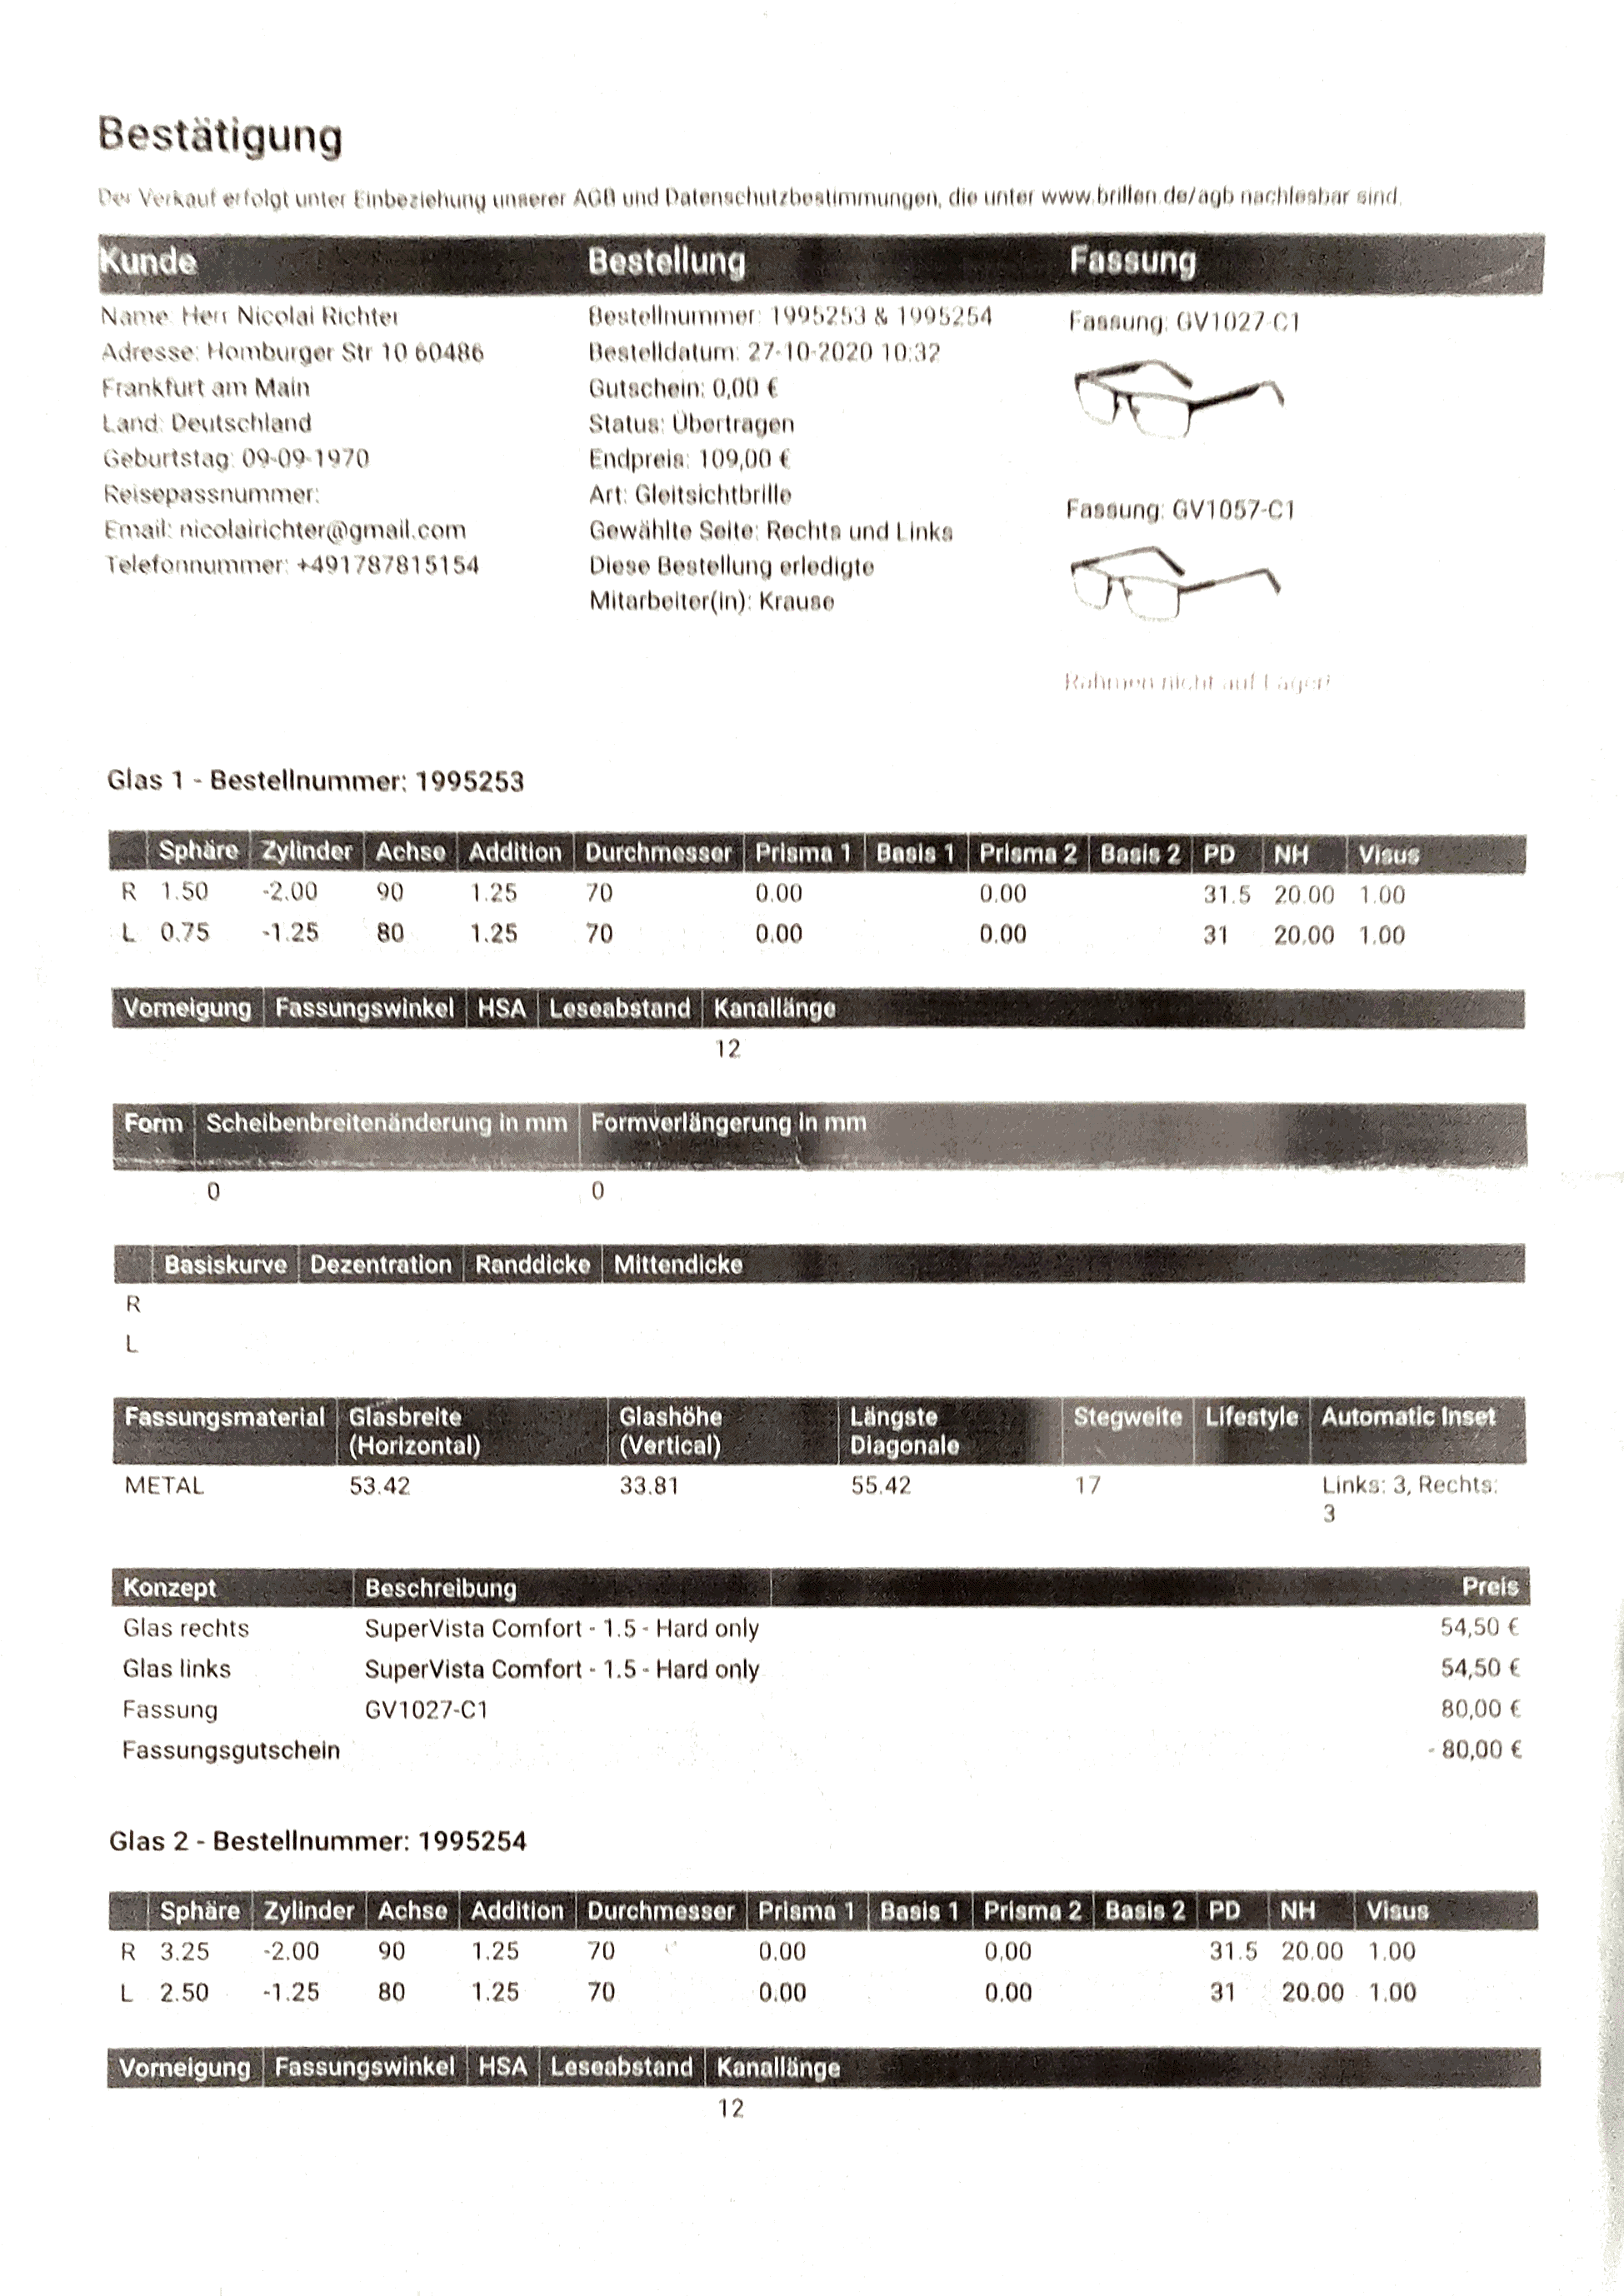 Bestätigung
Der Verkauf erfolgt unter Einbeziehung unserer AGB und Datenschutzbestimmungen, die unter www.brillen.de/agb nachlesbar sind.
Kunde Bestellung Fassung
Name: Herr Nicolai Richter Bestellnummer: 1995253 & 1995254 Fassung: GV1027-C1
Adresse: Homburger Str 10 60486 Bestelldatum: 27-10-2020 10:32
Frankfurt am Main Gutschein: 0,00 €
Land: Deutschland Status: Übertragen
Geburtstag: 09-09-1970 Endpreis: 109,00 €
Reisepassnummer: Art: Gleitsichtbrille Fassung: GV1057-C1
Email: nicolairichter@gmail.com Gewählte Seite: Rechts und Links
Telefonnummer: +491787815154 Diese Bestellung erledigte
Mitarbeiter(in): Krause
Rahmen nicht auf Lager!
Glas 1 - Bestellnummer: 1995253
Sphäre Zylinder Achse Addition Durchmesser Prisma 1 Basis 1 Prisma 2 Basis 2 PD NH Visus
R 1.50 -2.00 90 1.25 70 0.00 0.00 31.5 20.00 1.00
L 0.75 -1.25 80 1.25 70 0.00 0.00 31 20.00 1.00
Vorneigung Fassungswinkel HSA Leseabstand Kanallänge
12
Form Scheibenbreitenänderung in mm Formverlängerung in mm
0 0
Basiskurve Dezentration Randdicke Mittendicke
R
L
Fassungsmaterial Glasbreite Glashöhe Längste Stegweite Lifestyle Automatic Inset
(Horizontal) (Vertical) Diagonale
METAL 53.42 33.81 55.42 17 Links: 3, Rechts:
3
Konzept Beschreibung Preis
Glas rechts SuperVista Comfort - 1.5 - Hard only 54,50 €
Glas links SuperVista Comfort - 1.5 - Hard only 54,50 €
Fassung GV1027-C1 80,00 €
Fassungsgutschein - 80,00 €
Glas 2 - Bestellnummer: 1995254
Sphäre Zylinder Achse Addition Durchmesser Prisma 1 Basis 1 Prisma 2 Basis 2 PD NH Visus
R 3.25 -2.00 90 1.25 70 0.00 0.00 31.5 20.00 1.00
L 2.50 -1.25 80 1.25 70 0.00 0.00 31 20.00 1.00
Vorneigung Fassungswinkel HSA Leseabstand Kanallänge
12